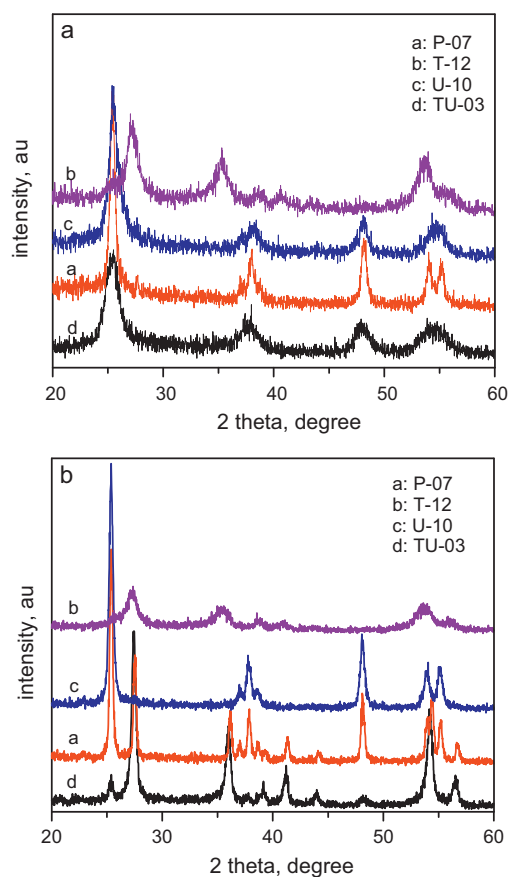 a
a: P-07
b: T-12
c: U-10
d: TU-03
b
c
a
d
intensity, au
20 30 40 50 60
2 theta, degree
b
a: P-07
b: T-12
c: U-10
d: TU-03
b
c
a
d
intensity, au
20 30 40 50 60
2 theta, degree